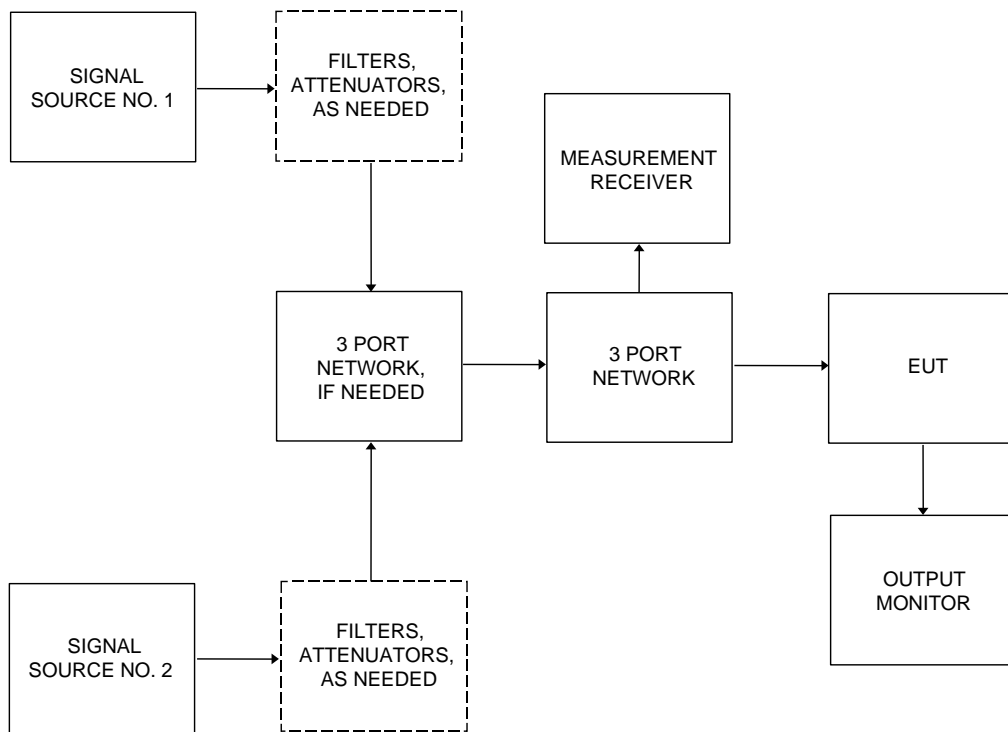 SIGNAL
SOURCE NO. 1
FILTERS,
ATTENUATORS,
AS NEEDED
MEASUREMENT
RECEIVER
3 PORT
NETWORK,
IF NEEDED
3 PORT
NETWORK
EUT
OUTPUT
MONITOR
SIGNAL
SOURCE NO. 2
FILTERS,
ATTENUATORS,
AS NEEDED